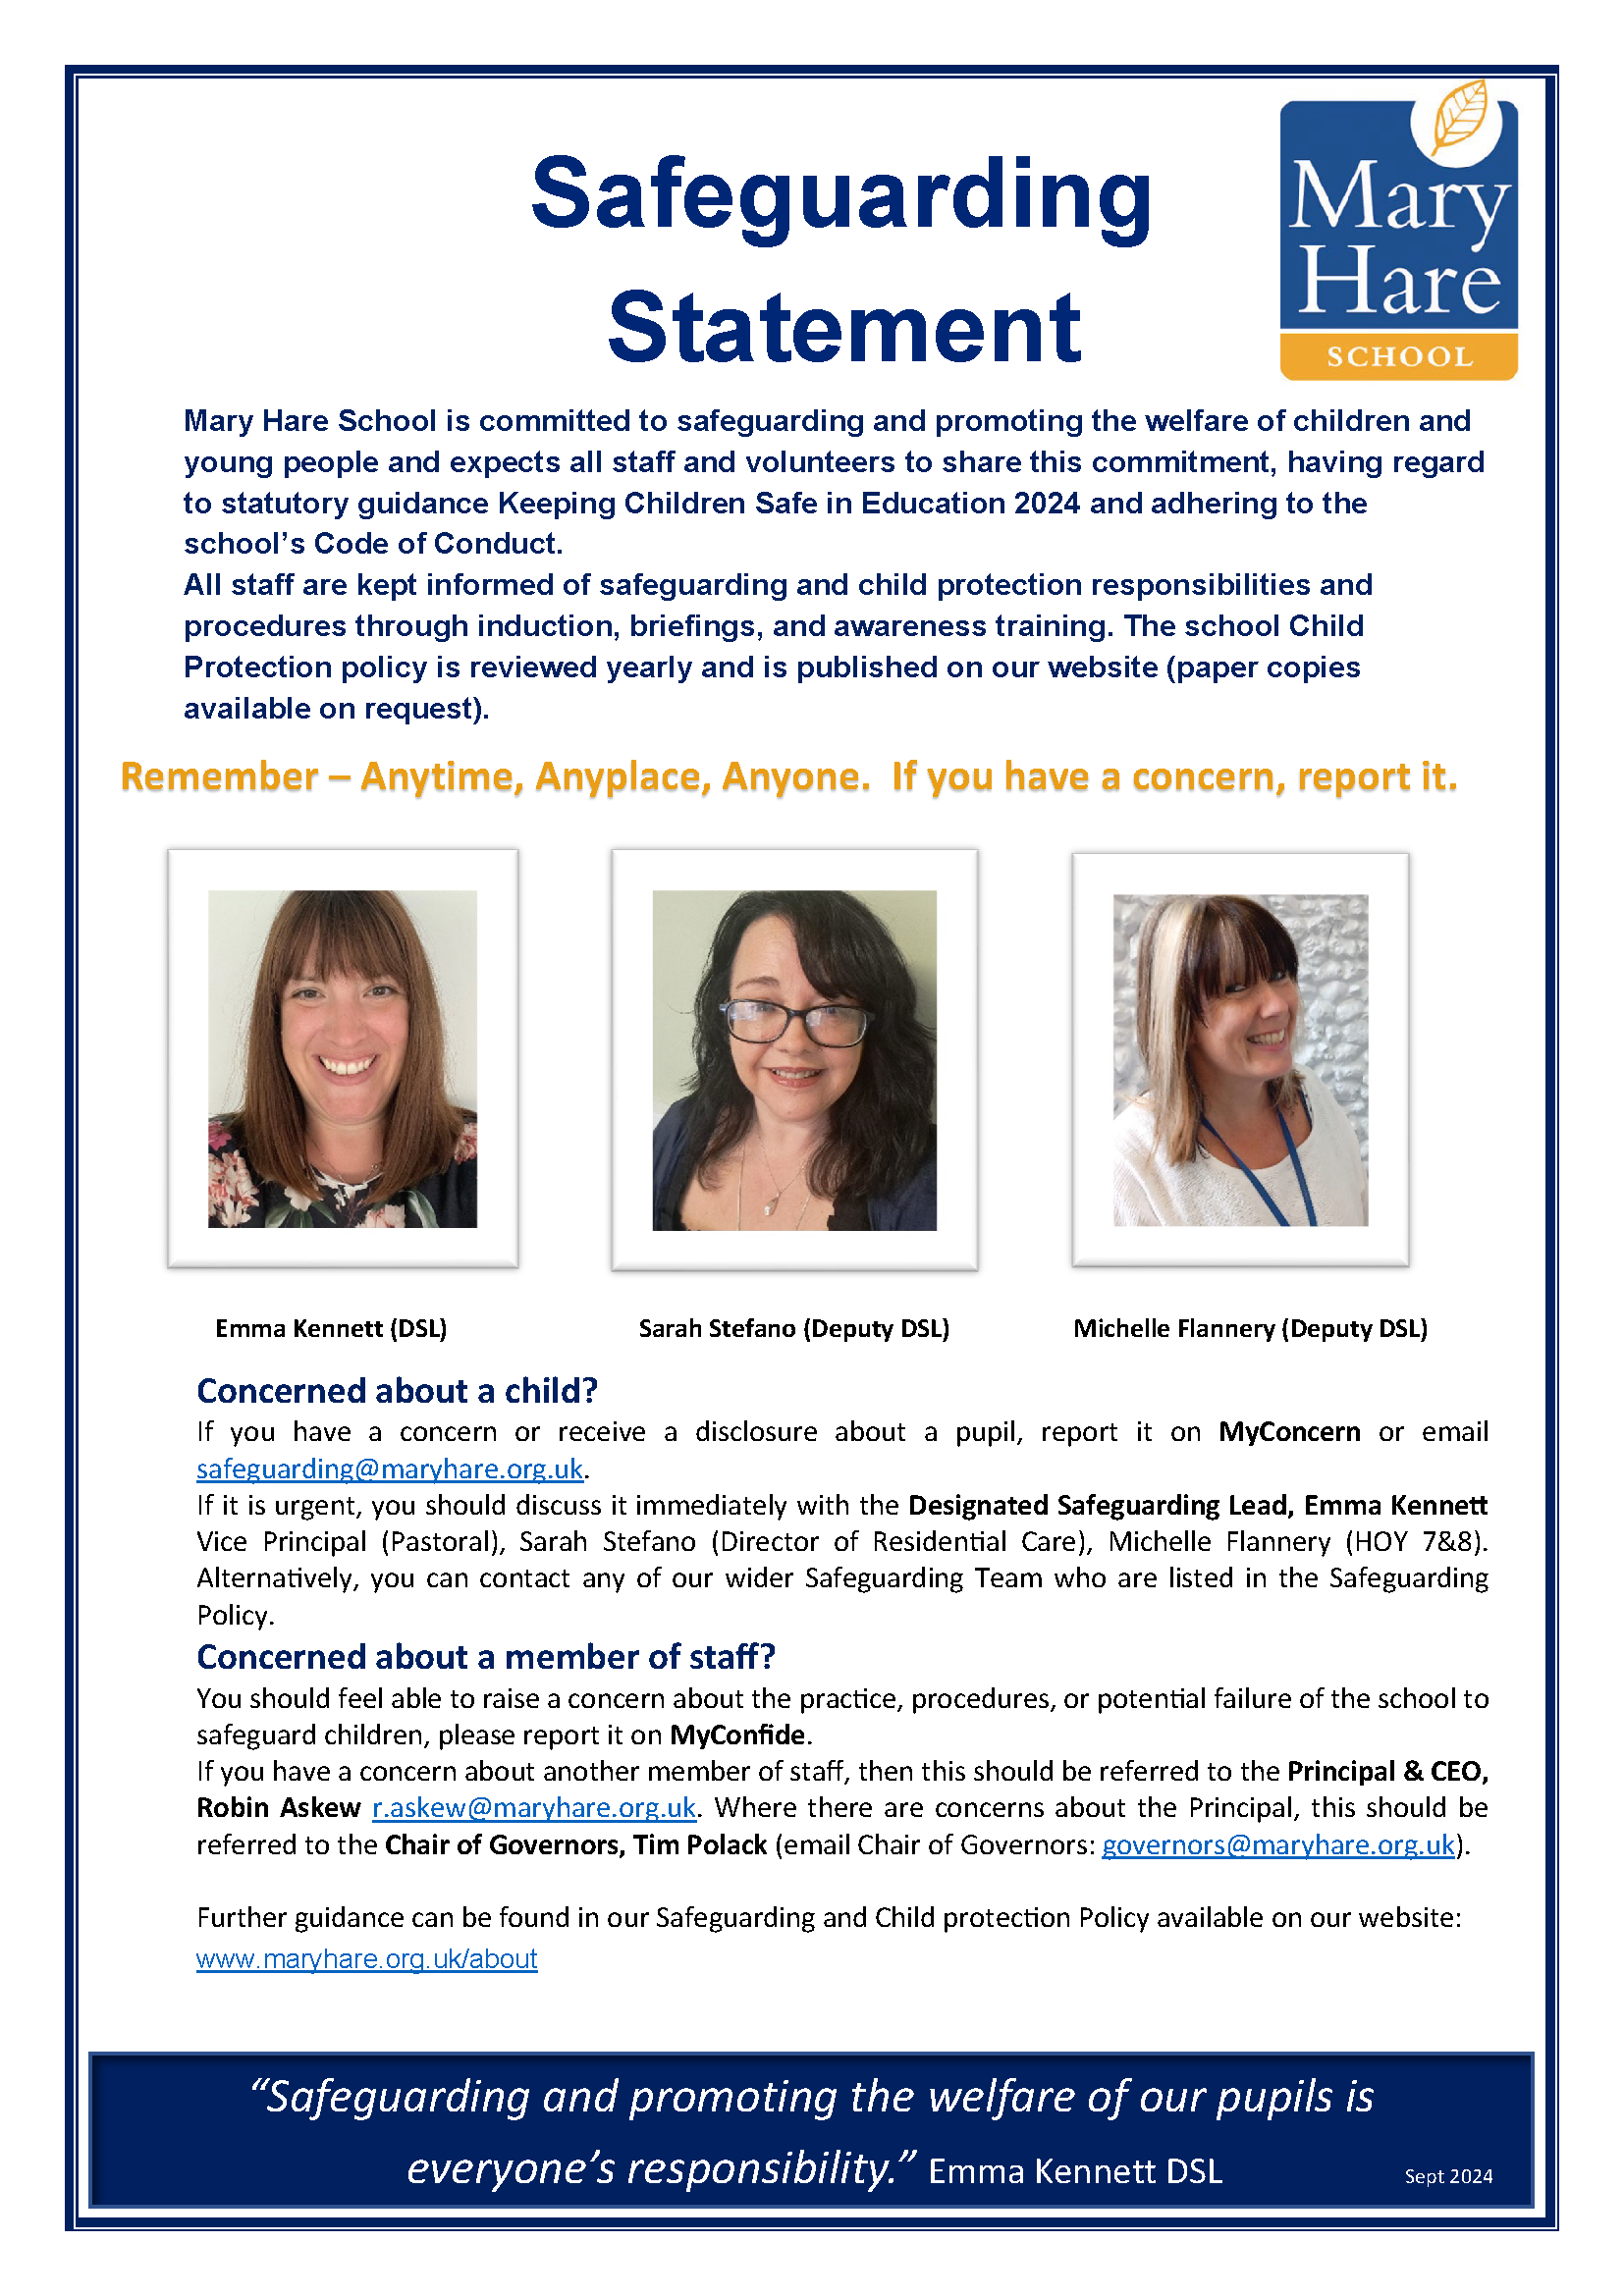 Safeguarding
Statement
Mary
Hare
SCHOOL
Mary Hare School is committed to safeguarding and promoting the welfare of children and
young people and expects all staff and volunteers to share this commitment, having regard
to statutory guidance Keeping Children Safe in Education 2024 and adhering to the
school’s Code of Conduct.
All staff are kept informed of safeguarding and child protection responsibilities and
procedures through induction, briefings, and awareness training. The school Child
Protection policy is reviewed yearly and is published on our website (paper copies
available on request).
Remember – Anytime, Anyplace, Anyone.  If you have a concern, report it.
Emma Kennett (DSL)
Sarah Stefano (Deputy DSL)
Michelle Flannery (Deputy DSL)
Concerned about a child?
If you have a concern or receive a disclosure about a pupil, report it on MyConcern or email
safeguarding@maryhare.org.uk.
If it is urgent, you should discuss it immediately with the Designated Safeguarding Lead, Emma Kennett
Vice Principal (Pastoral), Sarah Stefano (Director of Residential Care), Michelle Flannery (HOY 7&8).
Alternatively, you can contact any of our wider Safeguarding Team who are listed in the Safeguarding
Policy.
Concerned about a member of staff?
You should feel able to raise a concern about the practice, procedures, or potential failure of the school to
safeguard children, please report it on MyConfide.
If you have a concern about another member of staff, then this should be referred to the Principal & CEO,
Robin Askew r.askew@maryhare.org.uk. Where there are concerns about the Principal, this should be
referred to the Chair of Governors, Tim Polack (email Chair of Governors: governors@maryhare.org.uk).
Further guidance can be found in our Safeguarding and Child protection Policy available on our website:
www.maryhare.org.uk/about
“Safeguarding and promoting the welfare of our pupils is
everyone’s responsibility.” Emma Kennett DSL
Sept 2024